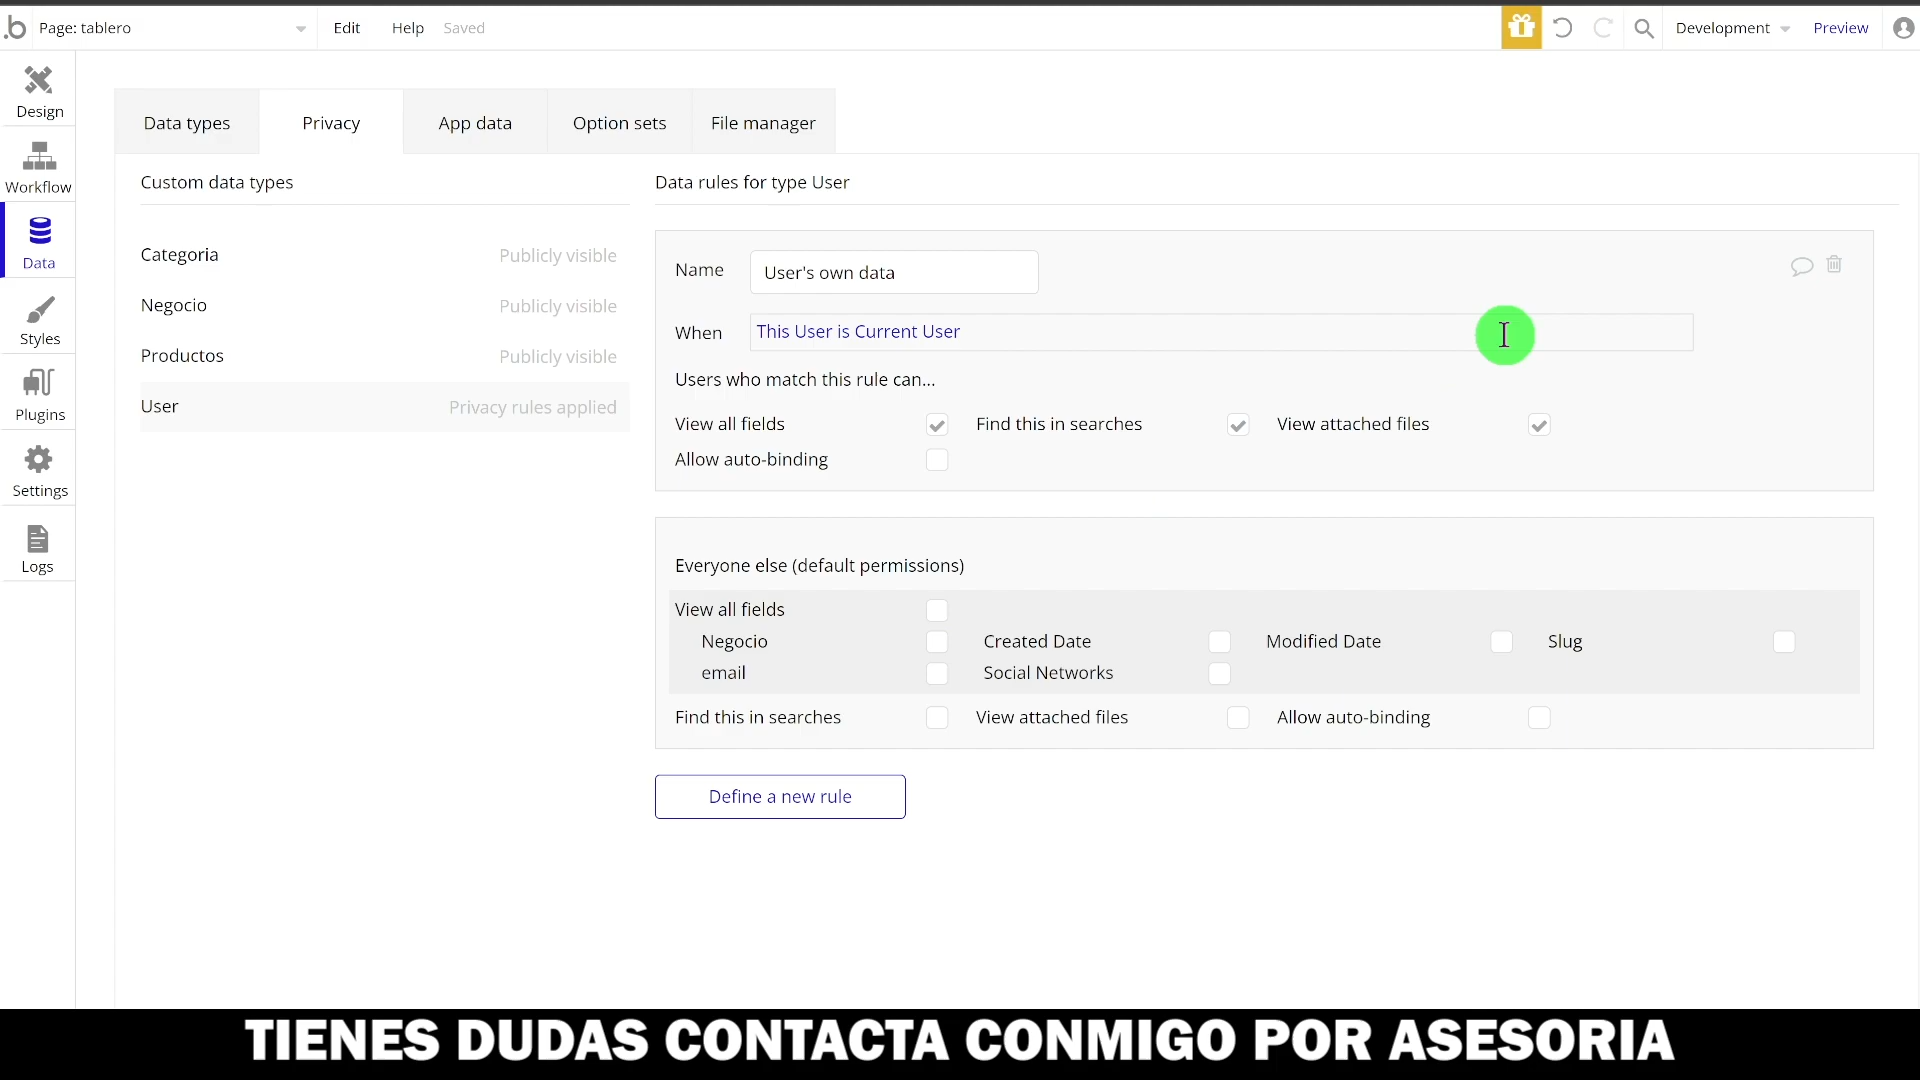 .b Page: tablero Edit Help Saved Development Preview
Design
Workflow
Data
Styles
Plugins
Settings
Logs
Data types Privacy App data Option sets File manager
Custom data types
Categoria Publicly visible
Negocio Publicly visible
Productos Publicly visible
User Privacy rules applied
Data rules for type User
Name User's own data
When This User is Current User
Users who match this rule can...
View all fields Find this in searches View attached files
Allow auto-binding
Everyone else (default permissions)
View all fields
Negocio Created Date Modified Date Slug
email Social Networks
Find this in searches View attached files Allow auto-binding
Define a new rule
TIENES DUDAS CONTACTA CONMIGO POR ASESORIA